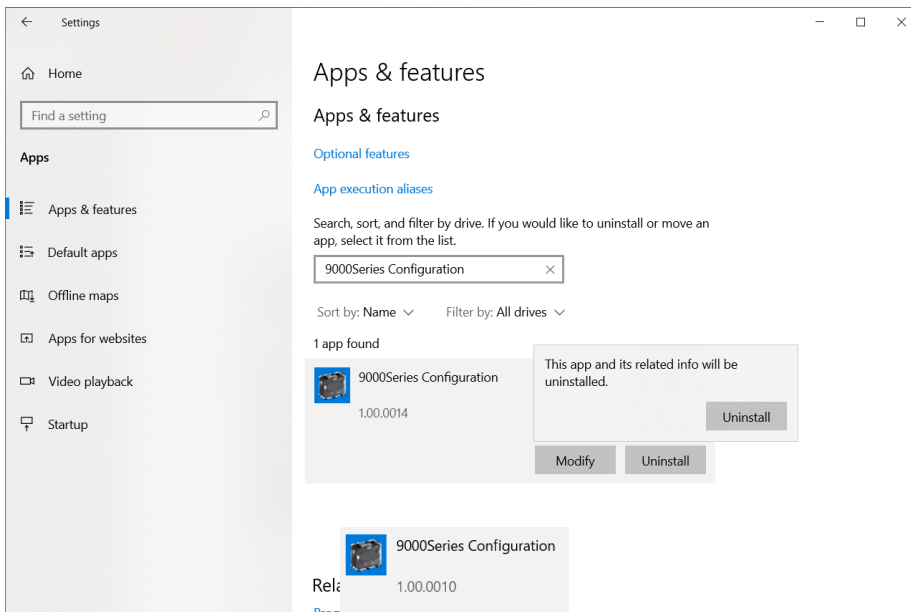 Settings
Home
Find a setting
Apps
Apps & features
Default apps
Offline maps
Apps for websites
Video playback
Startup
Apps & features
Apps & features
Optional features
App execution aliases
Search, sort, and filter by drive. If you would like to uninstall or move an
app, select it from the list.
9000Series Configuration
Sort by: Name Filter by: All drives
1 app found
9000Series Configuration
1.00.0014
This app and its related info will be
uninstalled.
Uninstall
Modify Uninstall
9000Series Configuration
1.00.0010
Rela